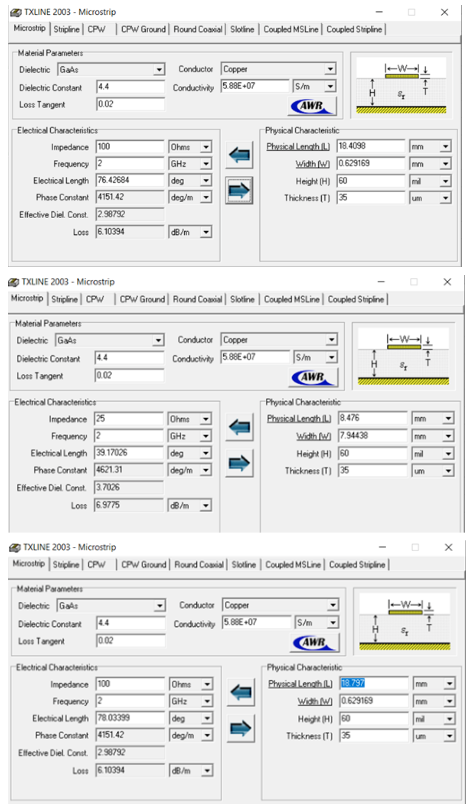 TXLINE 2003 - Microstrip
Microstrip Stripline CPW CPW Ground Round Coaxial Slotline Coupled MSLine Coupled Stripline
Material Parameters
Dielectric GaAs Conductor Copper
Dielectric Constant 4.4 Conductivity 5.88E+07 S/m
Loss Tangent 0.02 AWR
W H εr T
Electrical Characteristics Physical Characteristic
Impedance 100 Ohms Physical Length (L) 18.4098 mm
Frequency 2 GHz Width (W) 0.629169 mm
Electrical Length 76.42684 deg Height (H) 60 mil
Phase Constant 4151.42 deg/m Thickness (T) 35 um
Effective Diel. Const. 2.98792
Loss 6.10394 dB/m
TXLINE 2003 - Microstrip
Microstrip Stripline CPW CPW Ground Round Coaxial Slotline Coupled MSLine Coupled Stripline
Material Parameters
Dielectric GaAs Conductor Copper
Dielectric Constant 4.4 Conductivity 5.88E+07 S/m
Loss Tangent 0.02 AWR
W H εr T
Electrical Characteristics Physical Characteristic
Impedance 25 Ohms Physical Length (L) 8.476 mm
Frequency 2 GHz Width (W) 7.94438 mm
Electrical Length 39.17026 deg Height (H) 60 mil
Phase Constant 4621.31 deg/m Thickness (T) 35 um
Effective Diel. Const. 3.7026
Loss 6.9775 dB/m
TXLINE 2003 - Microstrip
Microstrip Stripline CPW CPW Ground Round Coaxial Slotline Coupled MSLine Coupled Stripline
Material Parameters
Dielectric GaAs Conductor Copper
Dielectric Constant 4.4 Conductivity 5.88E+07 S/m
Loss Tangent 0.02 AWR
W H εr T
Electrical Characteristics Physical Characteristic
Impedance 100 Ohms Physical Length (L) 18.797 mm
Frequency 2 GHz Width (W) 0.629169 mm
Electrical Length 78.03399 deg Height (H) 60 mil
Phase Constant 4151.42 deg/m Thickness (T) 35 um
Effective Diel. Const. 2.98792
Loss 6.10394 dB/m